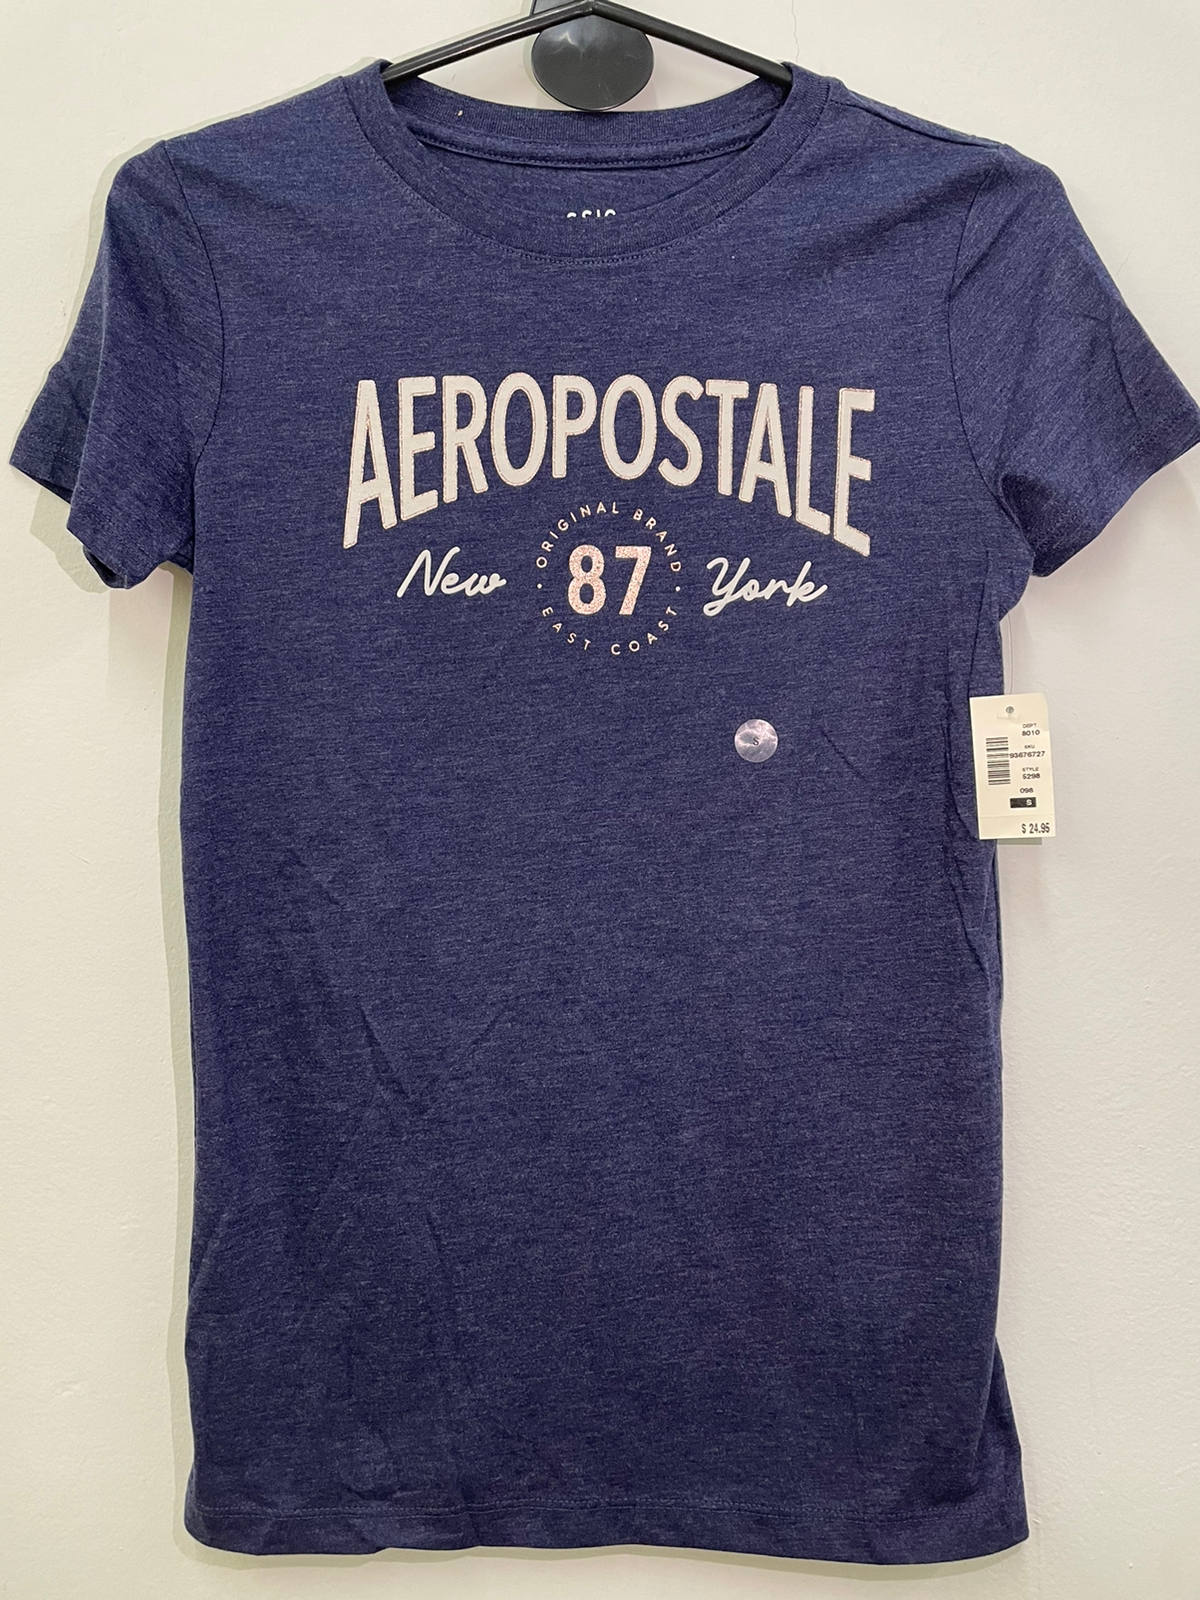 AEROPOSTALE
ORIGINAL BRAND
New 87 York
EAST COAST
S
DEPT
8010
SKU
93676727
STYLE
5298
098
S
$ 24.95